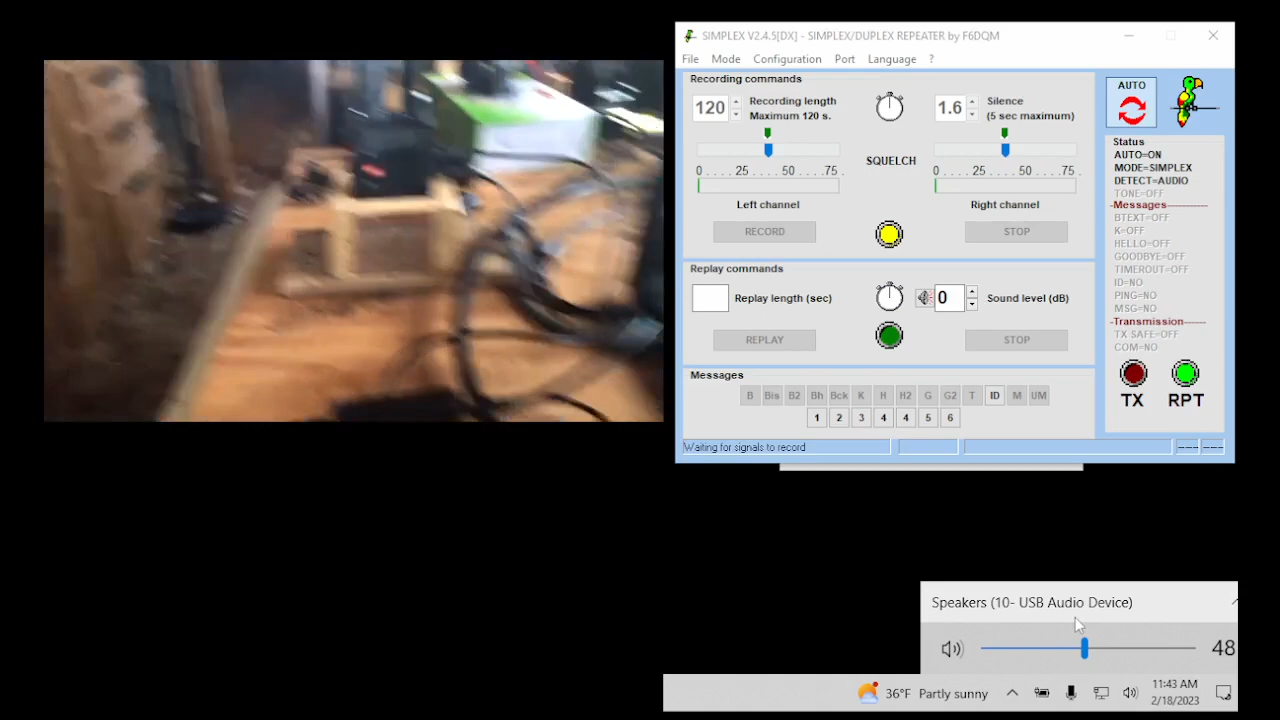 SIMPLEX V2.4.5[DX] - SIMPLEX/DUPLEX REPEATER by F6DQM
File Mode Configuration Port Language ?
Recording commands
120 Recording length
Maximum 120 s.
1.6 Silence
(5 sec maximum)
SQUELCH
0 . . . . 25 . . . 50 . . . .75 .
0 . . . . 25 . . . 50 . . . .75 .
Left channel
Right channel
RECORD
STOP
Replay commands
Replay length (sec)
0 Sound level (dB)
REPLAY
STOP
Messages
B Bis B2 Bh Bck K H H2 G G2 T ID M UM
1 2 3 4 4 5 6
Waiting for signals to record
--- ---
AUTO
Status
AUTO=ON
MODE=SIMPLEX
DETECT=AUDIO
TONE=OFF
-Messages----------
BTEXT=OFF
K=OFF
HELLO=OFF
GOODBYE=OFF
TIMEROUT=OFF
ID=NO
PING=NO
MSG=NO
-Transmission------
TX SAFE=OFF
COM=NO
TX RPT
Speakers (10- USB Audio Device)
48
36°F Partly sunny
11:43 AM
2/18/2023